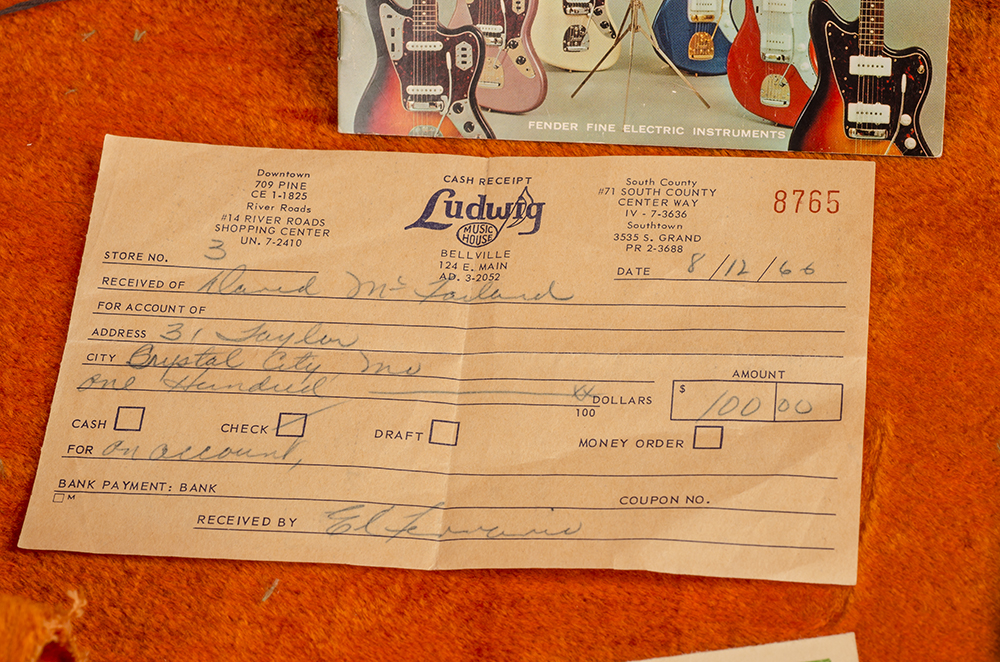 FENDER FINE ELECTRIC INSTRUMENTS
Downtown
709 PINE
CE 1-1825
River Roads
#14 RIVER ROADS
SHOPPING CENTER
UN. 7-2410
CASH RECEIPT
Ludwig
MUSIC
HOUSE
BELLVILLE
124 E. MAIN
AD. 3-2052
South County
#71 SOUTH COUNTY
CENTER WAY
IV - 7-3636
Southtown
3535 S. GRAND
PR 2-3688
8765
STORE NO. 3
DATE 8/12/66
RECEIVED OF David McFarland
FOR ACCOUNT OF
ADDRESS 31 Taylor
CITY Crystal City Mo
One Hundred DOLLARS
100
AMOUNT
$ 100 00
CASH CHECK DRAFT MONEY ORDER
FOR on account,
BANK PAYMENT: BANK
COUPON NO.
M
RECEIVED BY